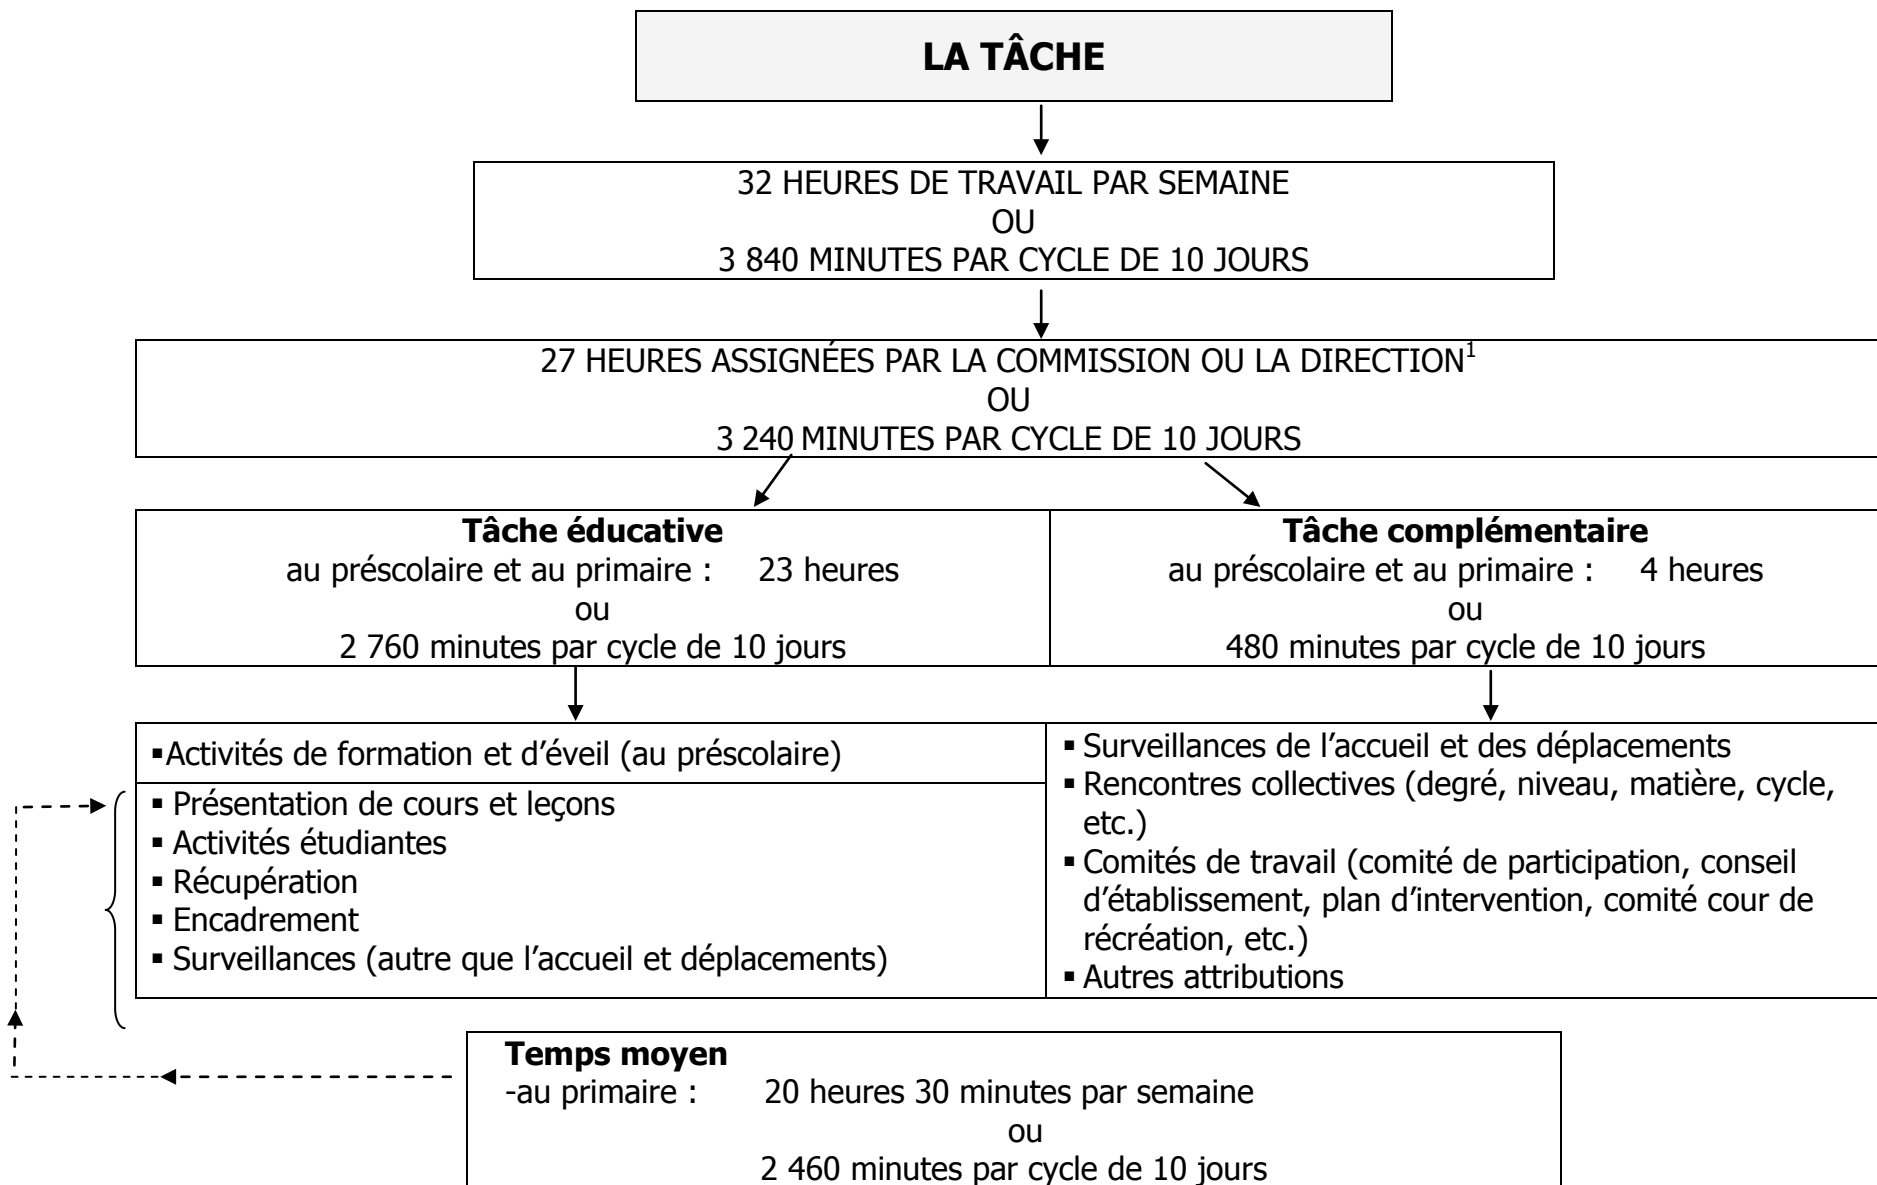 LA TÂCHE
32 HEURES DE TRAVAIL PAR SEMAINE
OU
3 840 MINUTES PAR CYCLE DE 10 JOURS
27 HEURES ASSIGNÉES PAR LA COMMISSION OU LA DIRECTION¹
OU
3 240 MINUTES PAR CYCLE DE 10 JOURS
Tâche éducative
au préscolaire et au primaire : 23 heures
ou
2 760 minutes par cycle de 10 jours
Tâche complémentaire
au préscolaire et au primaire : 4 heures
ou
480 minutes par cycle de 10 jours
▪Activités de formation et d’éveil (au préscolaire)
▪ Présentation de cours et leçons
▪ Activités étudiantes
▪ Récupération
▪ Encadrement
▪ Surveillances (autre que l’accueil et déplacements)
▪ Surveillances de l’accueil et des déplacements
▪ Rencontres collectives (degré, niveau, matière, cycle,
etc.)
▪ Comités de travail (comité de participation, conseil
d’établissement, plan d’intervention, comité cour de
récréation, etc.)
▪ Autres attributions
Temps moyen
-au primaire : 20 heures 30 minutes par semaine
ou
2 460 minutes par cycle de 10 jours